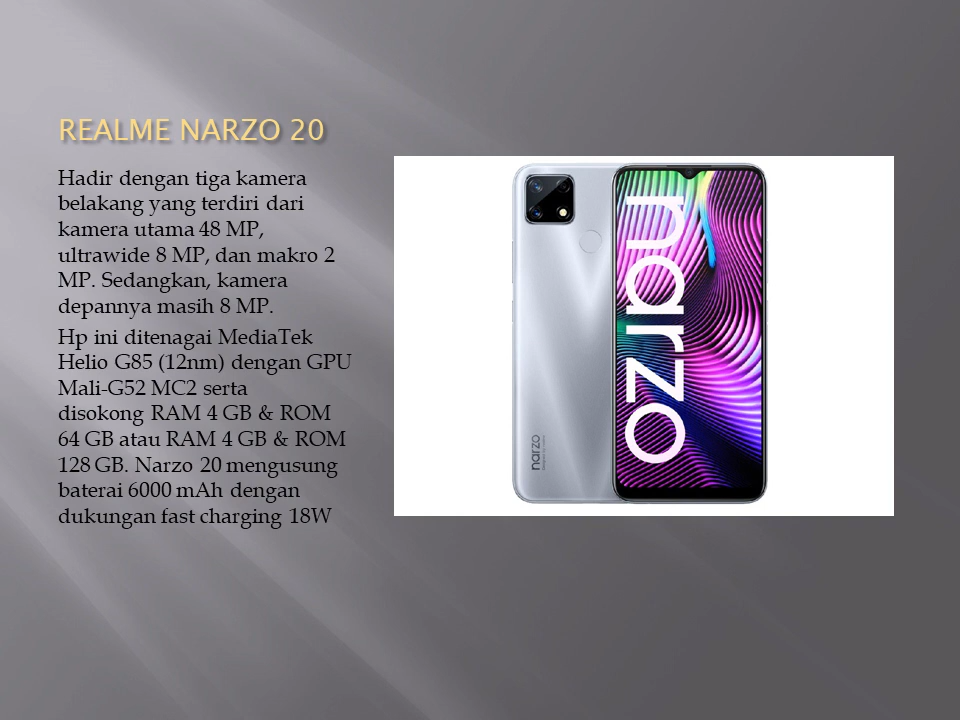 REALME NARZO 20
Hadir dengan tiga kamera
belakang yang terdiri dari
kamera utama 48 MP,
ultrawide 8 MP, dan makro 2
MP. Sedangkan, kamera
depannya masih 8 MP.
Hp ini ditenagai MediaTek
Helio G85 (12nm) dengan GPU
Mali-G52 MC2 serta
disokong RAM 4 GB & ROM
64 GB atau RAM 4 GB & ROM
128 GB. Narzo 20 mengusung
baterai 6000 mAh dengan
dukungan fast charging 18W
narzo
narzo